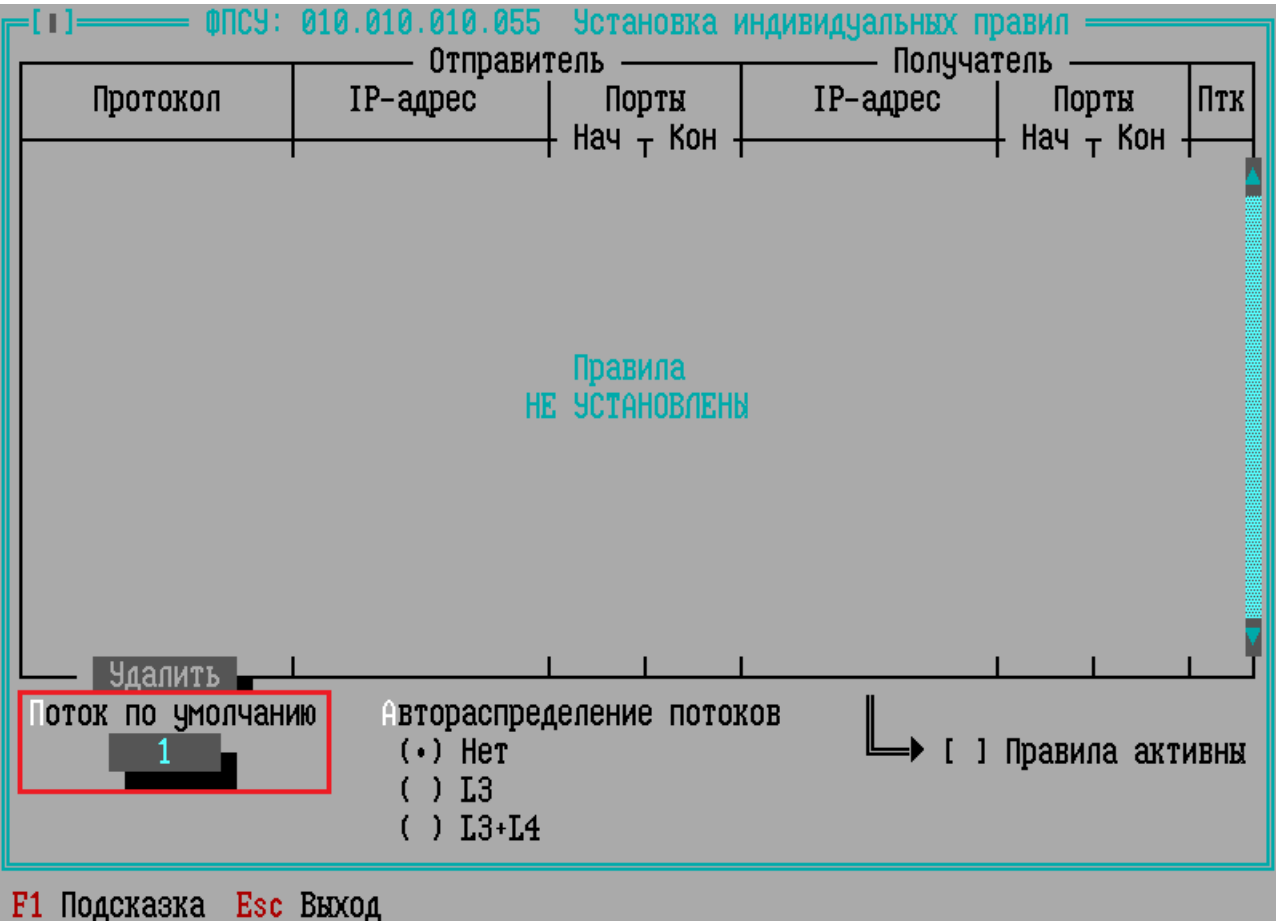 [▮] ФПСУ: 010.010.010.055 Установка индивидуальных правил
Отправитель Получатель
Протокол IP-адрес Порты IP-адрес Порты Птк
Нач Кон Нач Кон
Правила
НЕ УСТАНОВЛЕНЫ
Удалить
Поток по умолчанию Автораспределение потоков
1 (•) Нет [ ] Правила активны
( ) L3
( ) L3+L4
F1 Подсказка Esc Выход